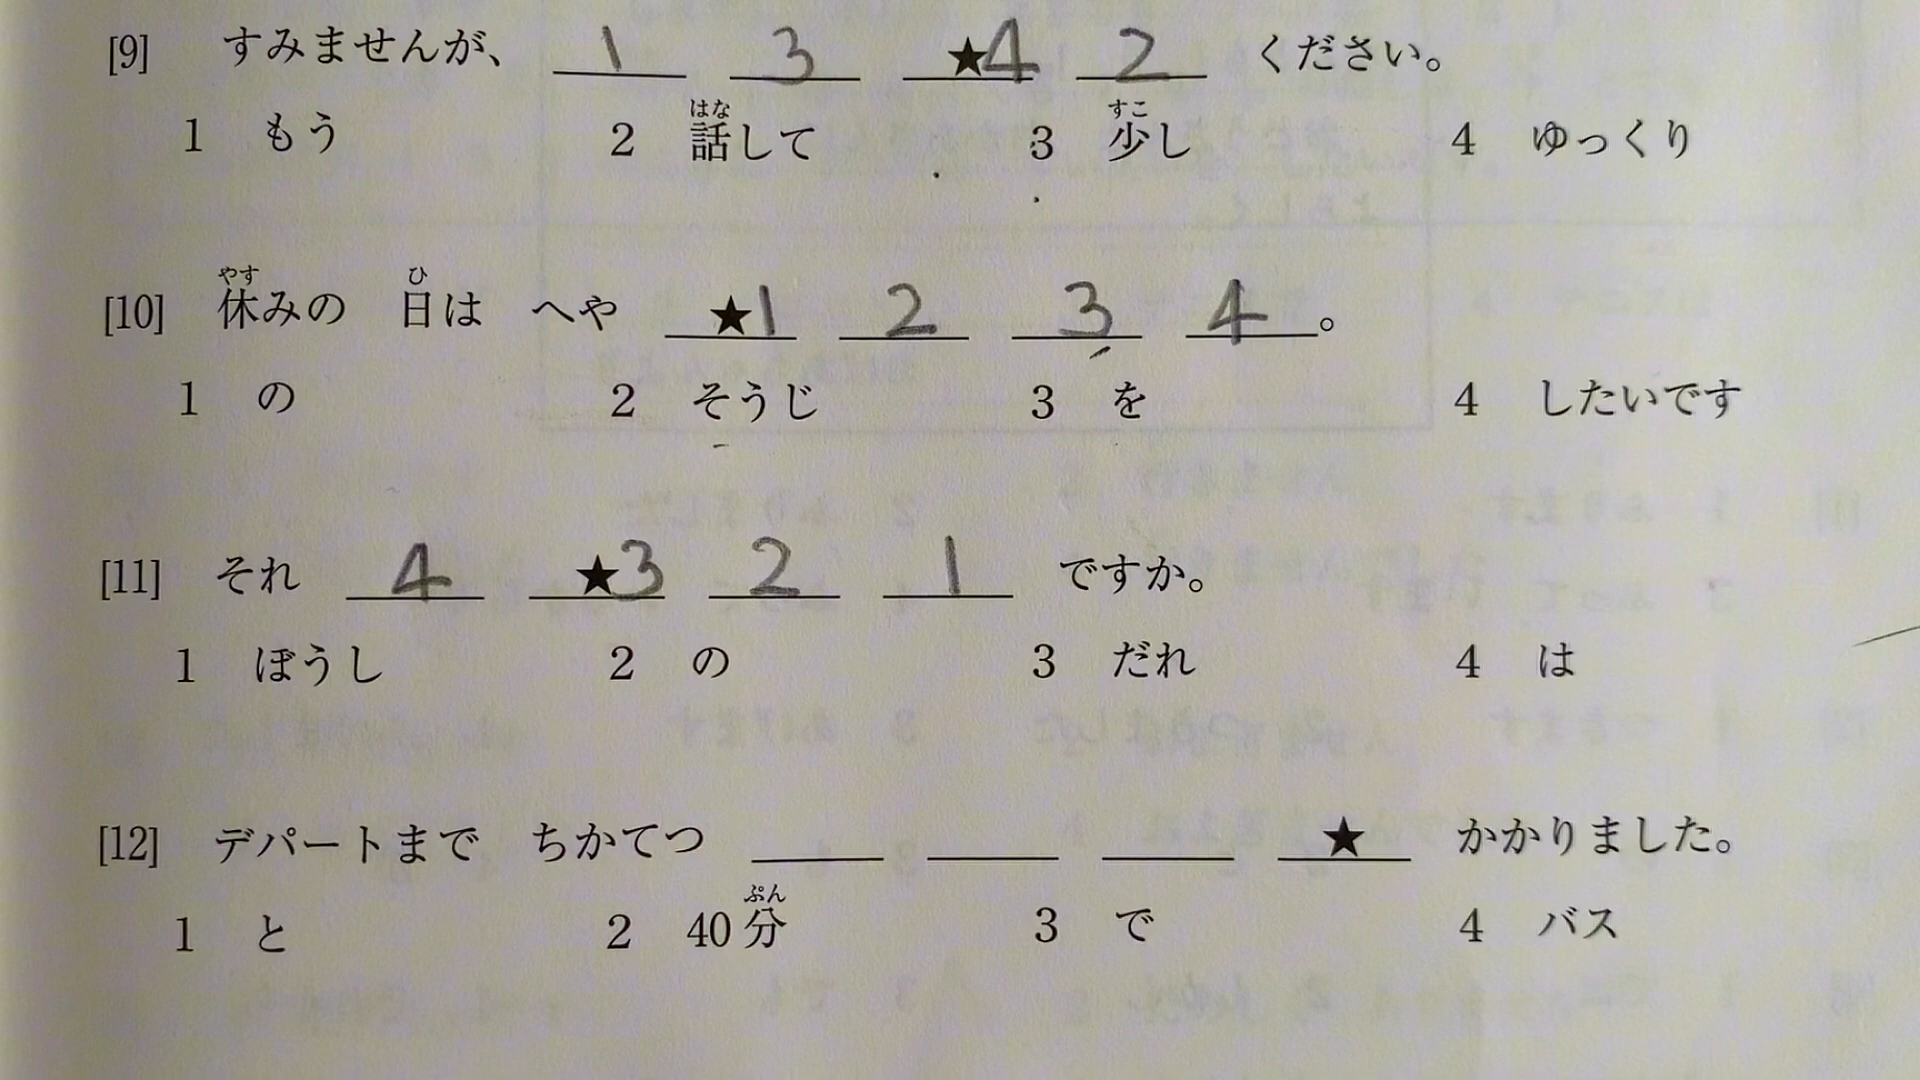 [9] すみませんが、 1 3 ★4 2 ください。
1 もう 2 話して 3 少し 4 ゆっくり
[10] 休みの 日は へや ★1 2 3 4 。
1 の 2 そうじ 3 を 4 したいです
[11] それ 4 ★3 2 1 ですか。
1 ぼうし 2 の 3 だれ 4 は
[12] デパートまで ちかてつ ★ かかりました。
1 と 2 40分 3 で 4 バス